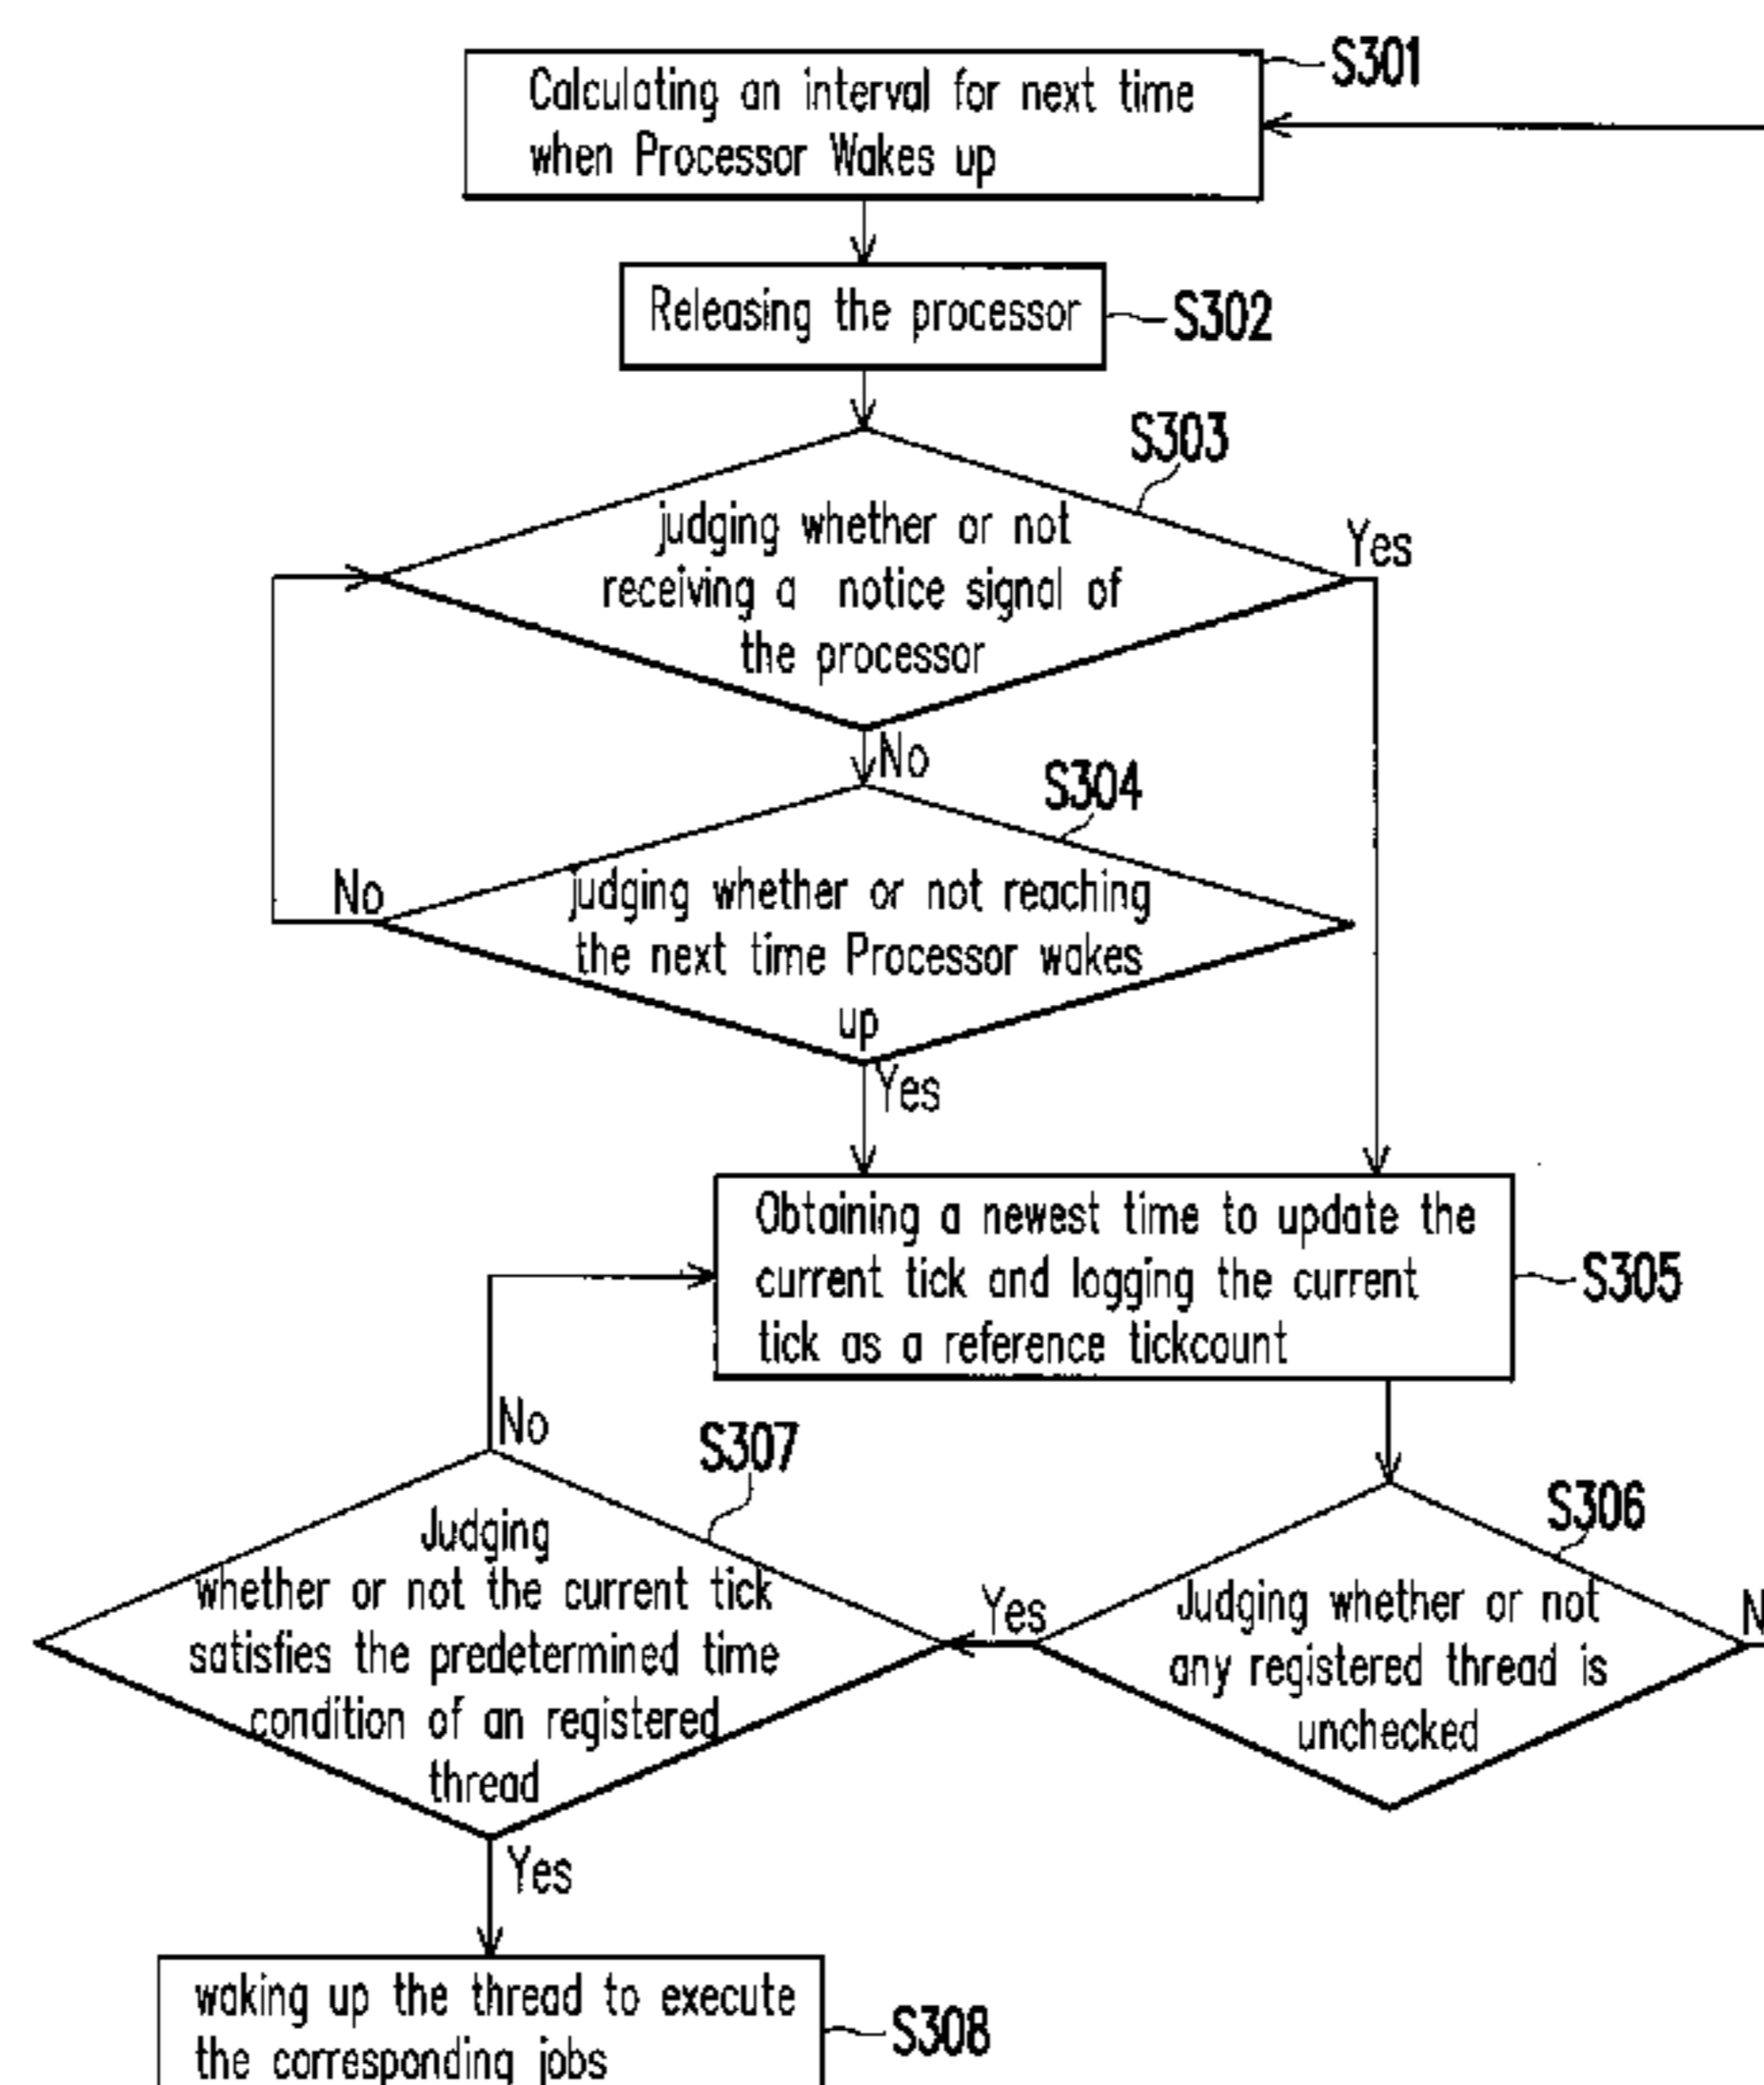 S301
Calculating an interval for next time
when Processor Wakes up
Releasing the processor
S302
S303
judging whether or not
receiving a notice signal of
the processor
Yes
No
S304
judging whether or not reaching
the next time Processor wakes
up
No
Yes
Obtaining a newest time to update the
current tick and logging the current
tick as a reference tickcount
S305
No
S307
Judging
whether or not the current tick
satisfies the predetermined time
condition of an registered
thread
Yes
S306
Judging whether or not
any registered thread is
unchecked
Yes
waking up the thread to execute
the corresponding jobs
S308